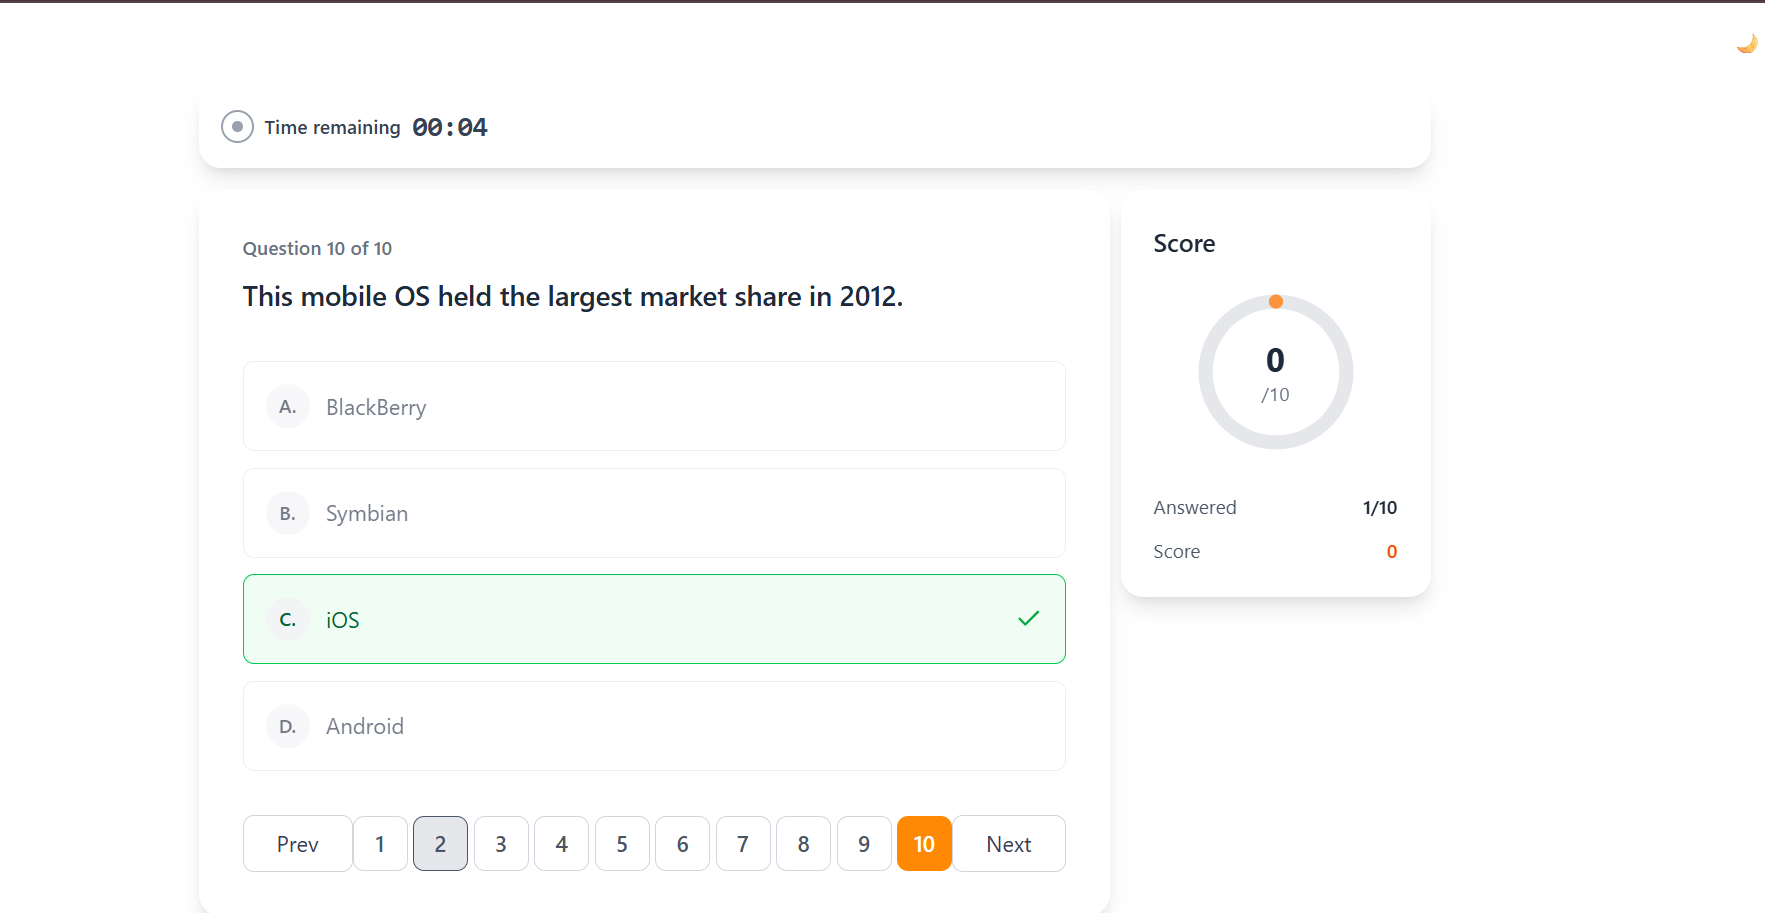 Time remaining 00:04
Question 10 of 10
This mobile OS held the largest market share in 2012.
A. BlackBerry
B. Symbian
C. iOS
D. Android
Prev 1 2 3 4 5 6 7 8 9 10 Next
Score
0
/10
Answered 1/10
Score 0